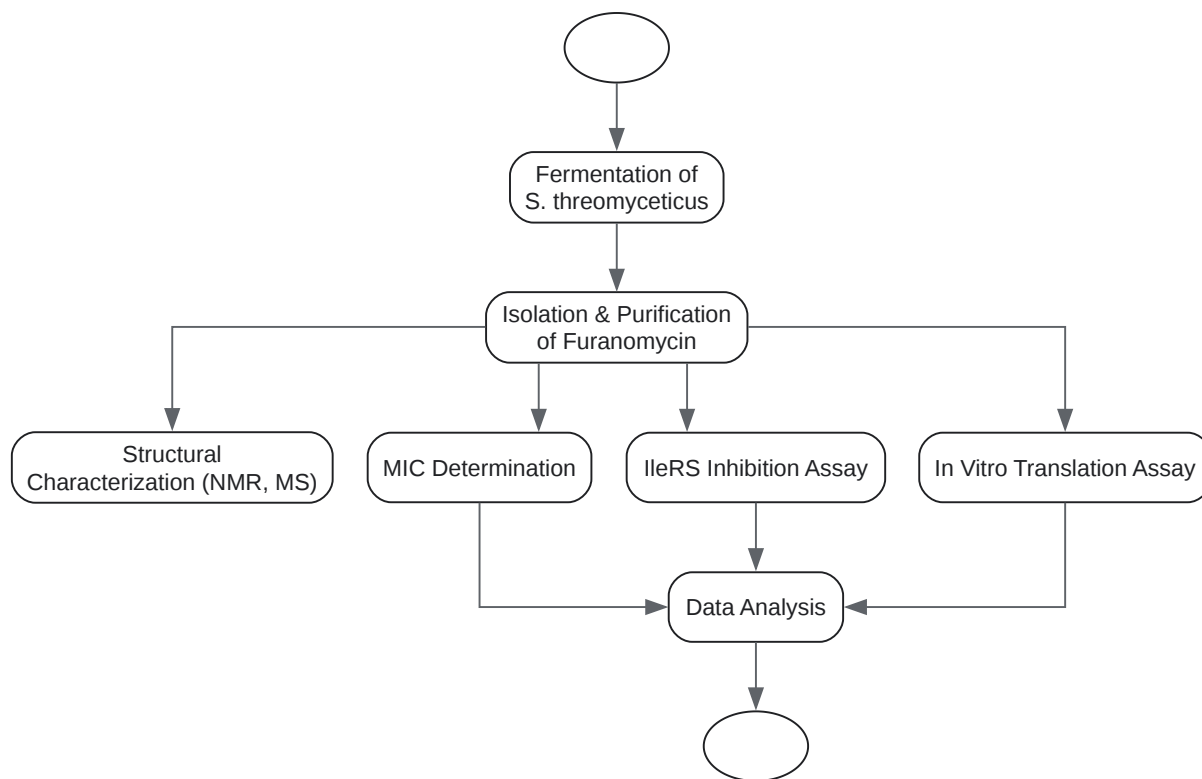 Fermentation of
S. threomyceticus
Isolation & Purification
of Furanomycin
Structural
Characterization (NMR, MS)
MIC Determination
IleRS Inhibition Assay
In Vitro Translation Assay
Data Analysis